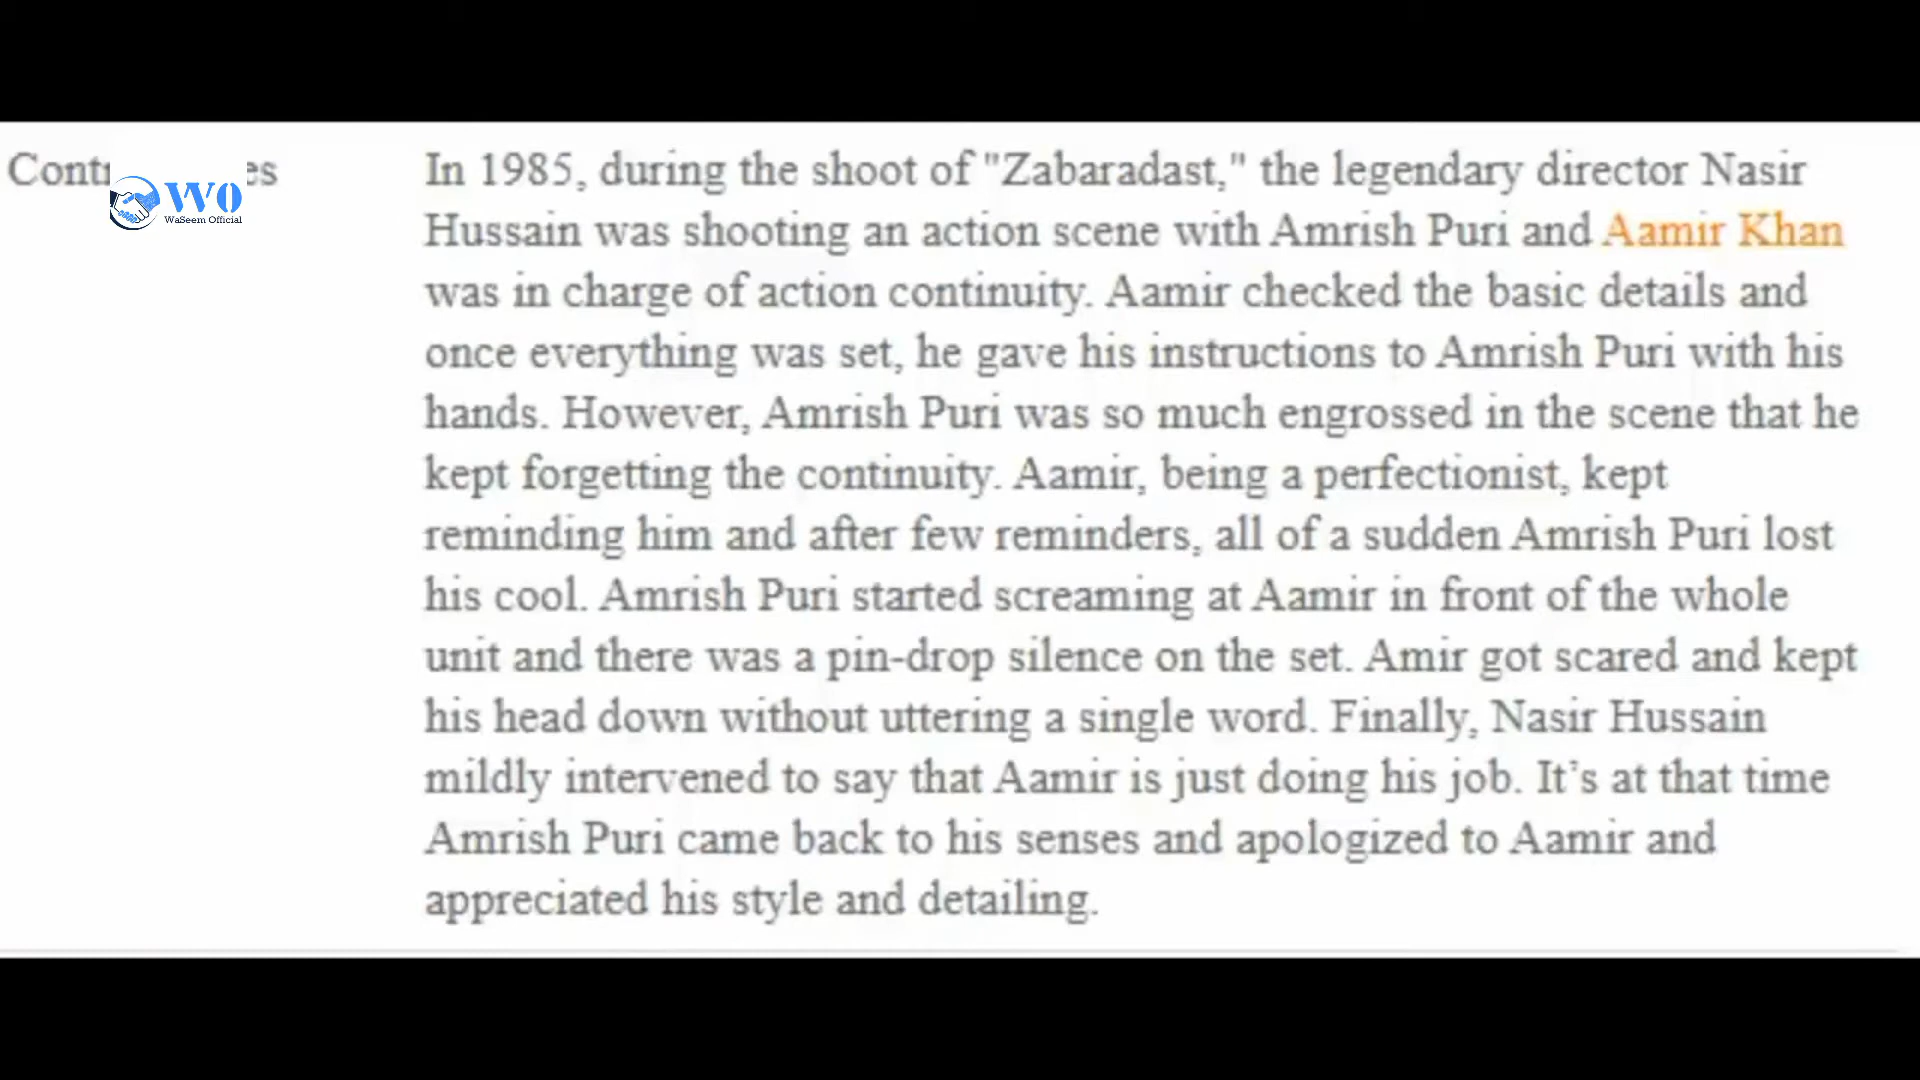 In 1985, during the shoot of "Zabaradast," the legendary director Nasir
Hussain was shooting an action scene with Amrish Puri and Aamir Khan
was in charge of action continuity. Aamir checked the basic details and
once everything was set, he gave his instructions to Amrish Puri with his
hands. However, Amrish Puri was so much engrossed in the scene that he
kept forgetting the continuity. Aamir, being a perfectionist, kept
reminding him and after few reminders, all of a sudden Amrish Puri lost
his cool. Amrish Puri started screaming at Aamir in front of the whole
unit and there was a pin-drop silence on the set. Amir got scared and kept
his head down without uttering a single word. Finally, Nasir Hussain
mildly intervened to say that Aamir is just doing his job. It’s at that time
Amrish Puri came back to his senses and apologized to Aamir and
appreciated his style and detailing.
WO
WaSeem Official